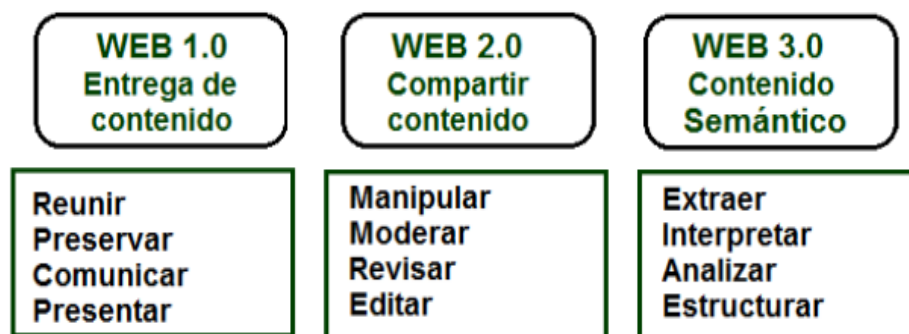 WEB 1.0
Entrega de
contenido
WEB 2.0
Compartir
contenido
WEB 3.0
Contenido
Semántico
Reunir
Preservar
Comunicar
Presentar
Manipular
Moderar
Revisar
Editar
Extraer
Interpretar
Analizar
Estructurar